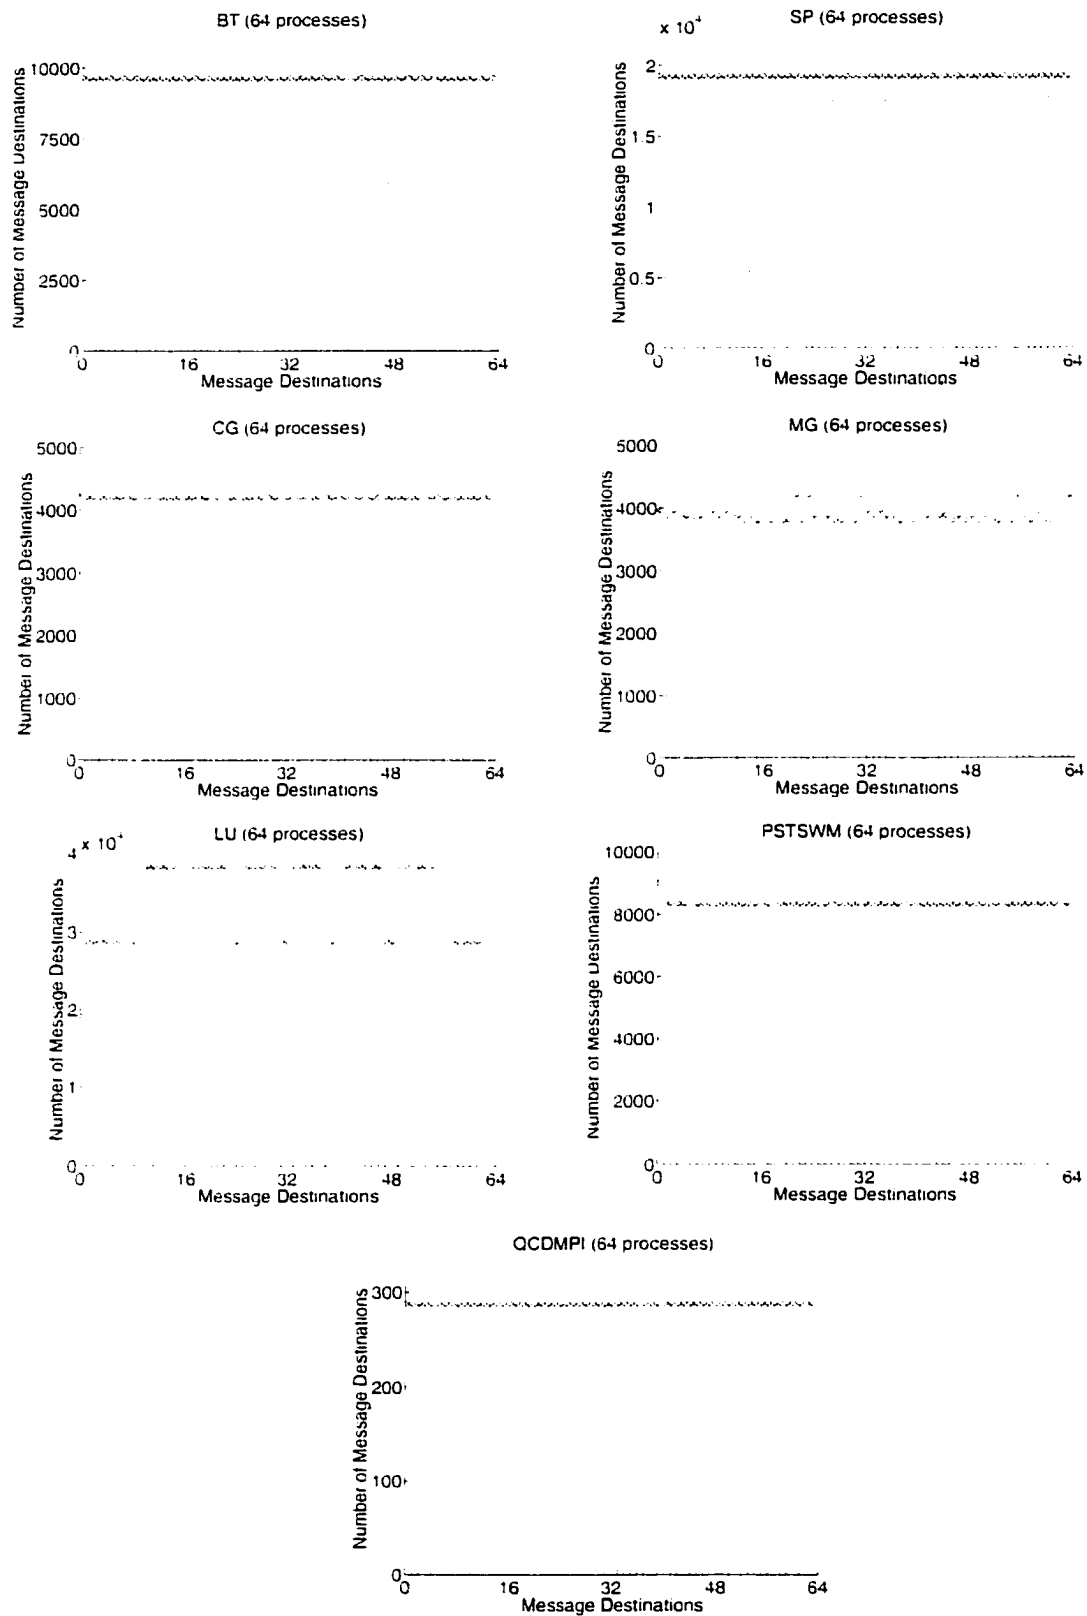 BT (64 processes)
Number of Message Destinations
10000
7500
5000
2500
0
0 16 32 48 64
Message Destinations
SP (64 processes)
x 10^4
Number of Message Destinations
2
1.5
1
0.5
0
0 16 32 48 64
Message Destinations
CG (64 processes)
Number of Message Destinations
5000
4000
3000
2000
1000
0
0 16 32 48 64
Message Destinations
MG (64 processes)
Number of Message Destinations
5000
4000
3000
2000
1000
0
0 16 32 48 64
Message Destinations
LU (64 processes)
x 10^4
Number of Message Destinations
4
3
2
1
0
0 16 32 48 64
Message Destinations
PSTSWM (64 processes)
Number of Message Destinations
10000
8000
6000
4000
2000
0
0 16 32 48 64
Message Destinations
QCDMPI (64 processes)
Number of Message Destinations
300
200
100
0
0 16 32 48 64
Message Destinations